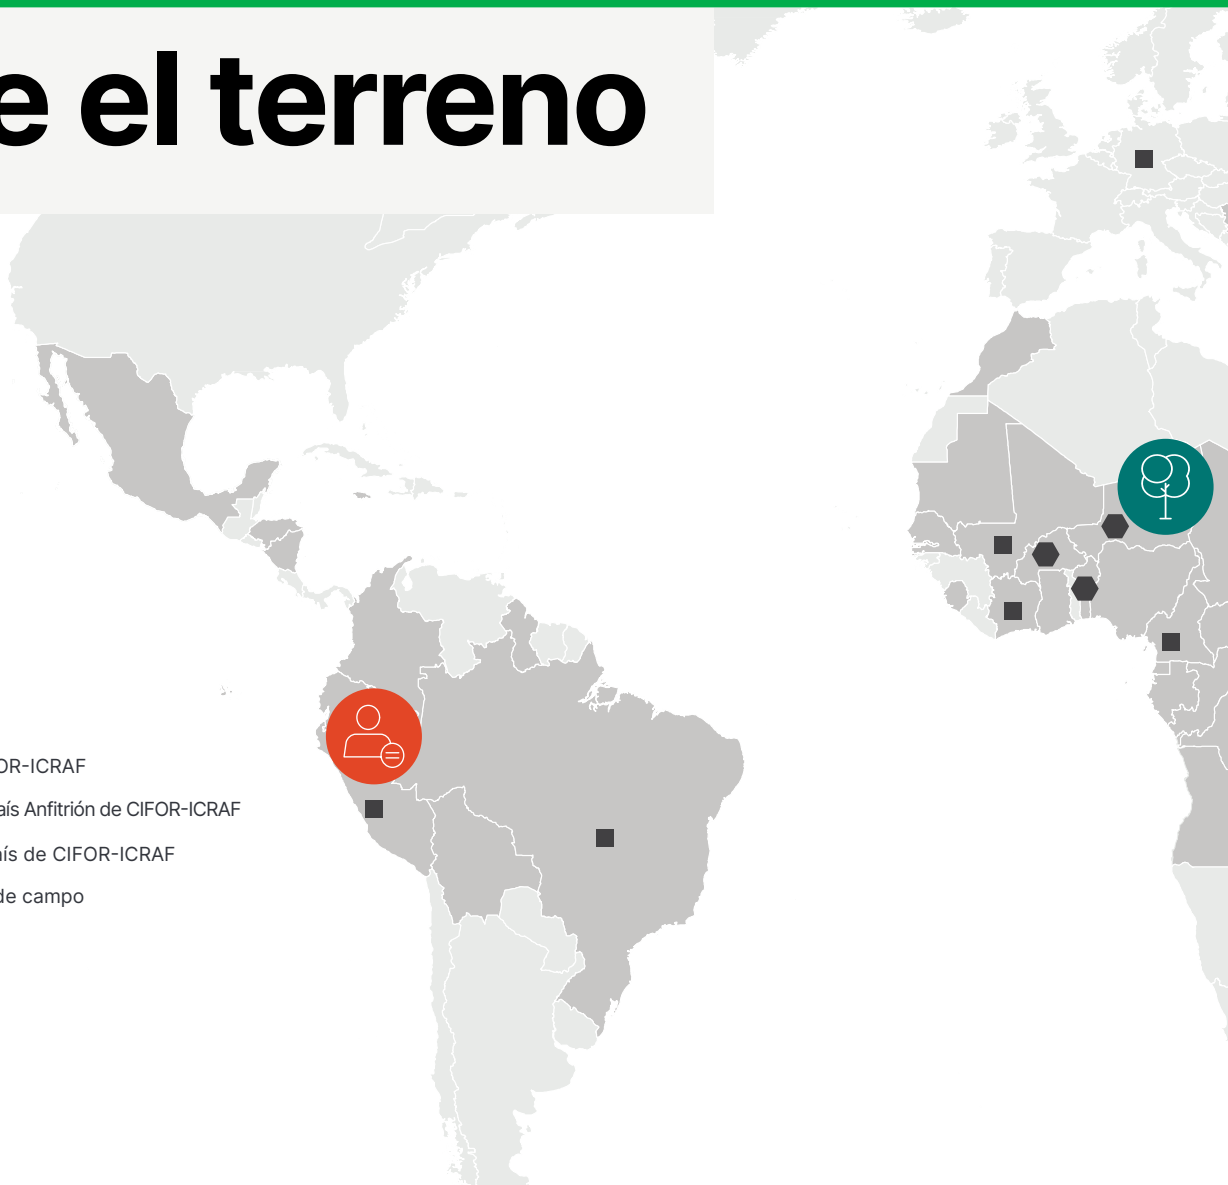 e el terreno
OR-ICRAF
aís Anfitrión de CIFOR-ICRAF
aís de CIFOR-ICRAF
de campo